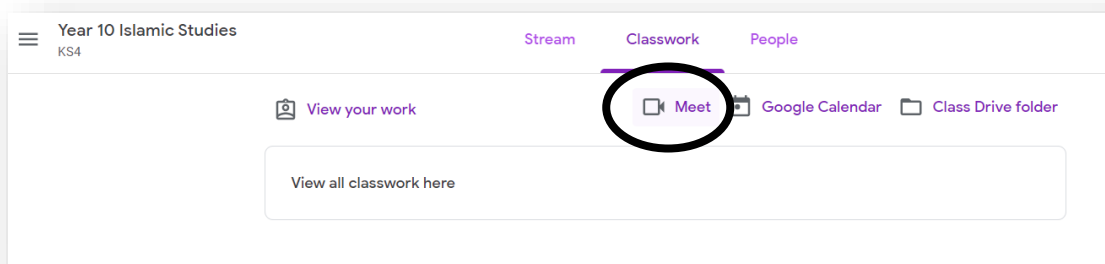 Year 10 Islamic Studies
KS4
Stream Classwork People
View your work Meet Google Calendar Class Drive folder
View all classwork here